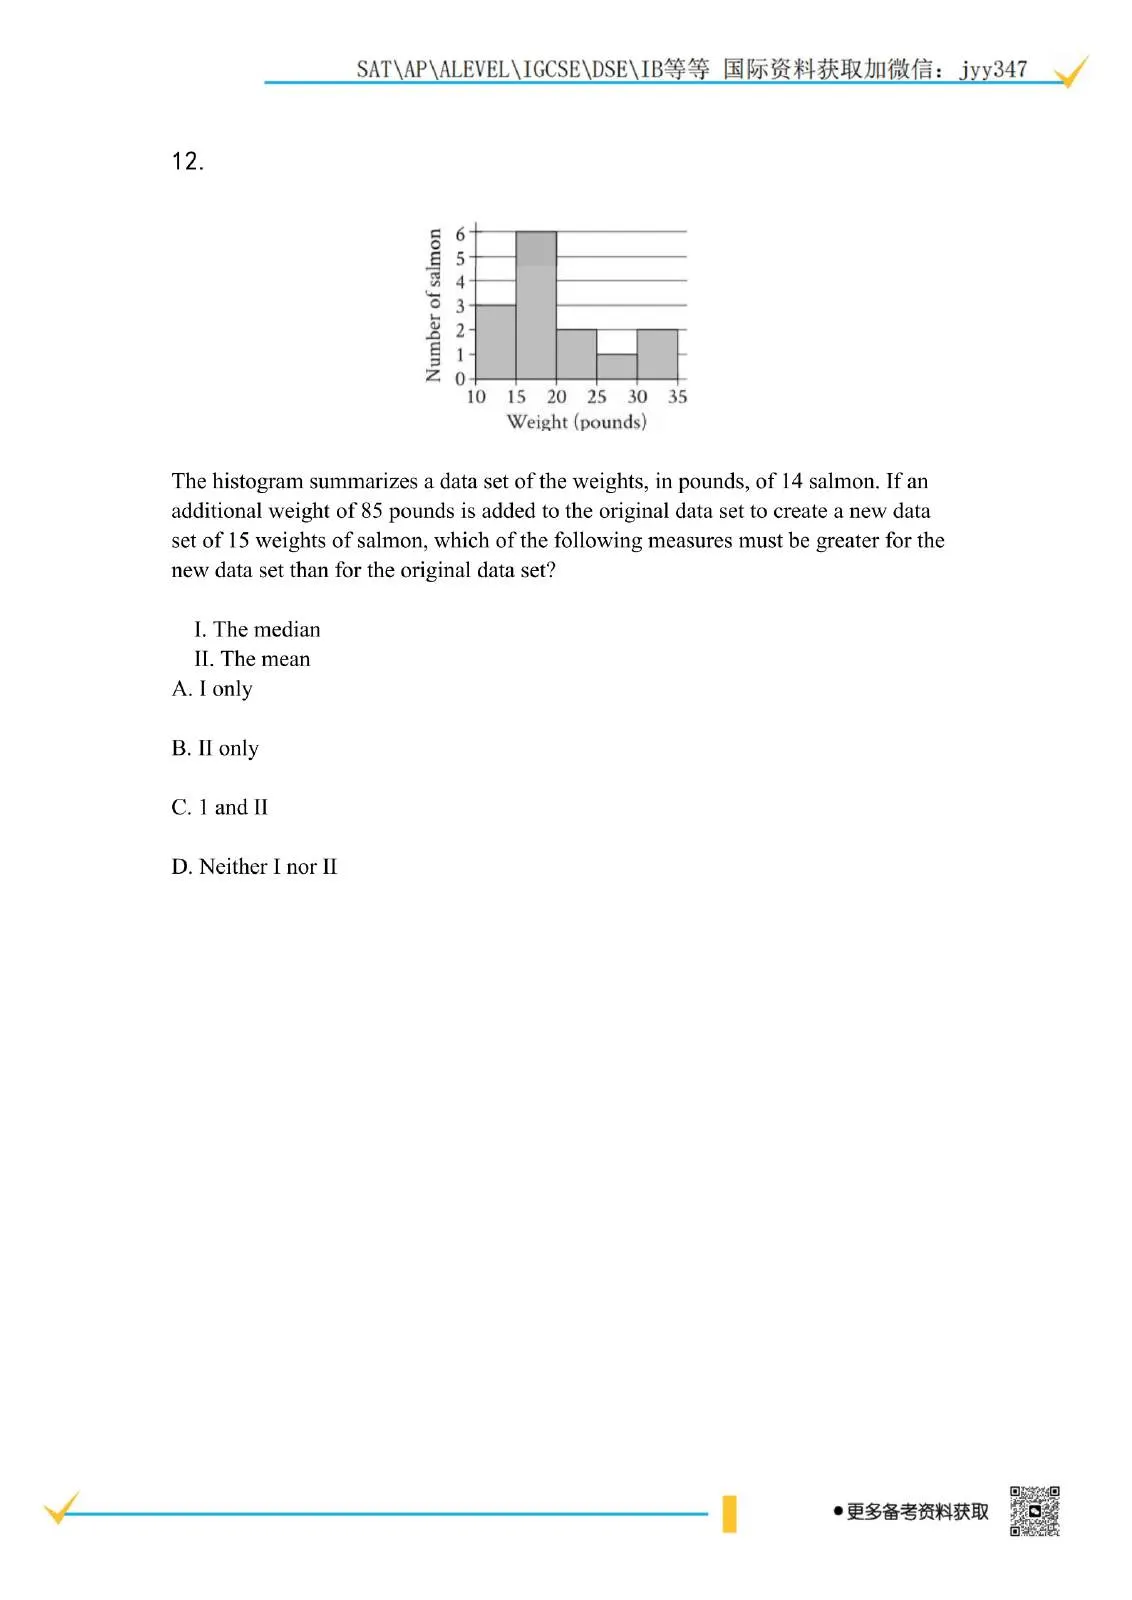 SAT\AP\ALEVEL\IGCSE\DSE\IB等等 国际资料获取加微信：jyy347
12.
Number of salmon
6
5
4
3
2
1
0
10 15 20 25 30 35
Weight (pounds)
The histogram summarizes a data set of the weights, in pounds, of 14 salmon. If an
additional weight of 85 pounds is added to the original data set to create a new data
set of 15 weights of salmon, which of the following measures must be greater for the
new data set than for the original data set?
I. The median
II. The mean
A. I only
B. II only
C. 1 and II
D. Neither I nor II
●更多备考资料获取